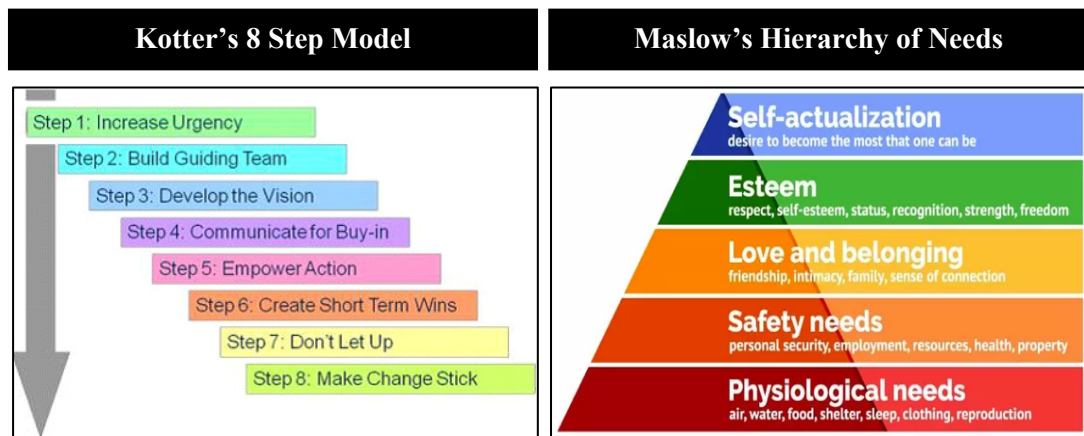 Kotter’s 8 Step Model
Step 1: Increase Urgency
Step 2: Build Guiding Team
Step 3: Develop the Vision
Step 4: Communicate for Buy-in
Step 5: Empower Action
Step 6: Create Short Term Wins
Step 7: Don't Let Up
Step 8: Make Change Stick
Maslow’s Hierarchy of Needs
Self-actualization
desire to become the most that one can be
Esteem
respect, self-esteem, status, recognition, strength, freedom
Love and belonging
friendship, intimacy, family, sense of connection
Safety needs
personal security, employment, resources, health, property
Physiological needs
air, water, food, shelter, sleep, clothing, reproduction